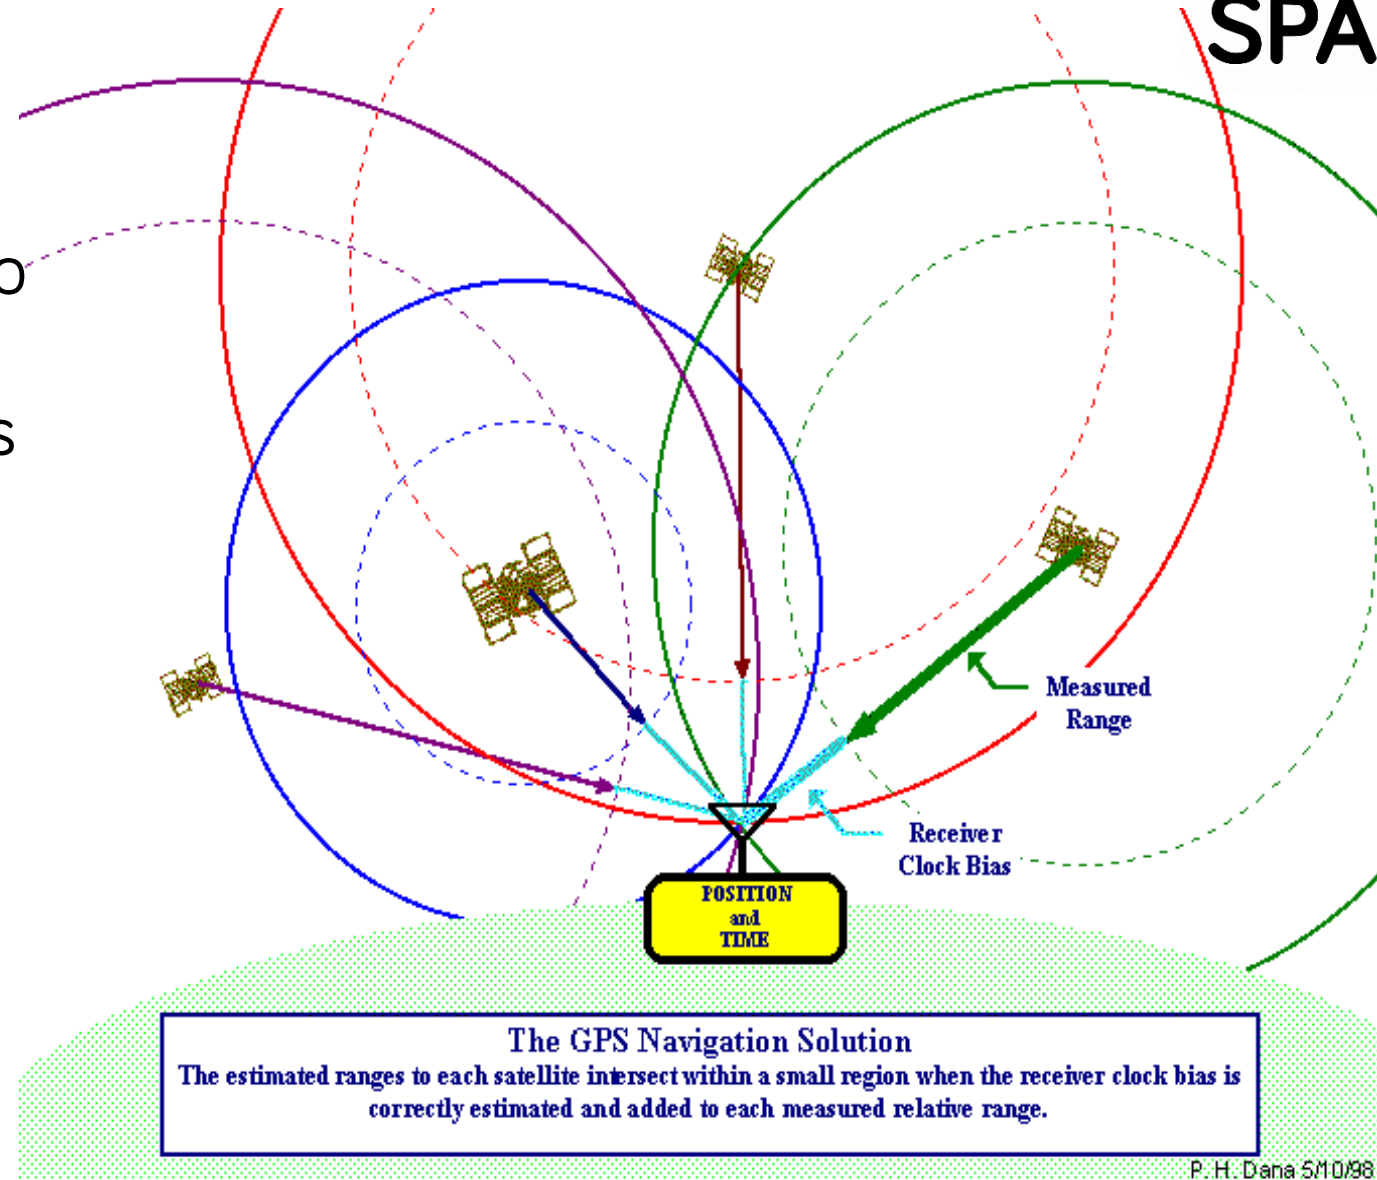 SPA
o
s
Measured
Range
Receiver
Clock Bias
POSITION
and
TIME
The GPS Navigation Solution
The estimated ranges to each satellite intersect within a small region when the receiver clock bias is
correctly estimated and added to each measured relative range.
P. H. Dana 5/10/98